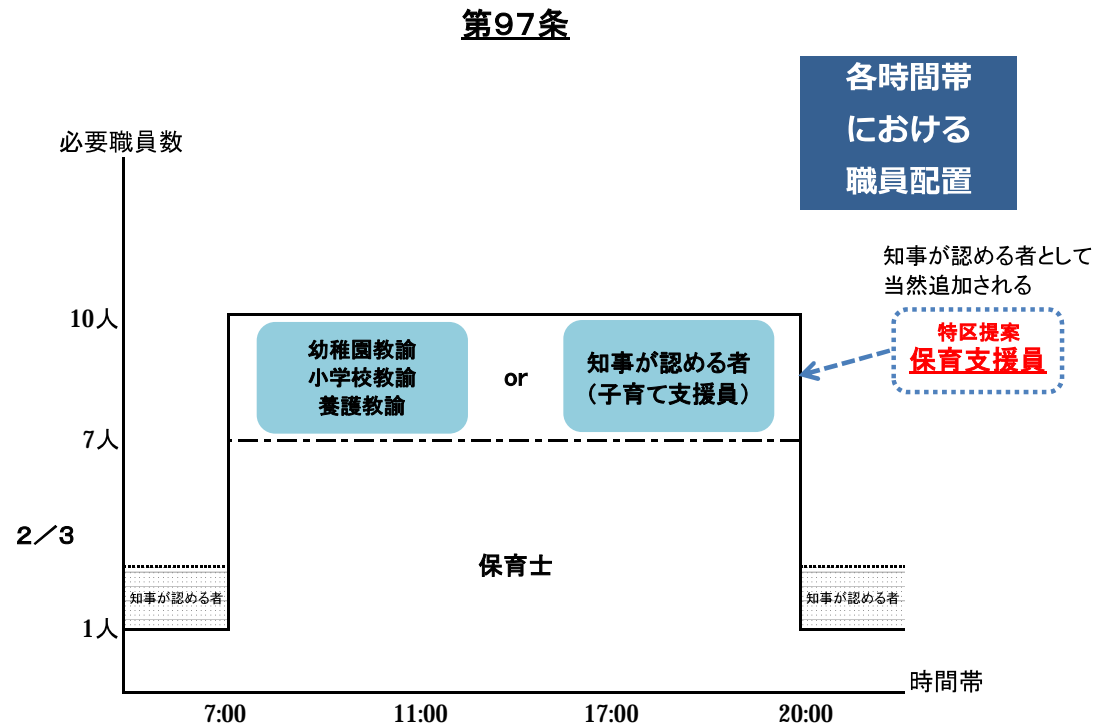 第９７条
各時間帯
における
職員配置
必要職員数
知事が認める者として
当然追加される
特区提案
保育支援員
10人
幼稚園教諭
小学校教諭
養護教諭
or
知事が認める者
（子育て支援員）
7人
２／３
保育士
知事が認める者
知事が認める者
1人
時間帯
7:00
11:00
17:00
20:00